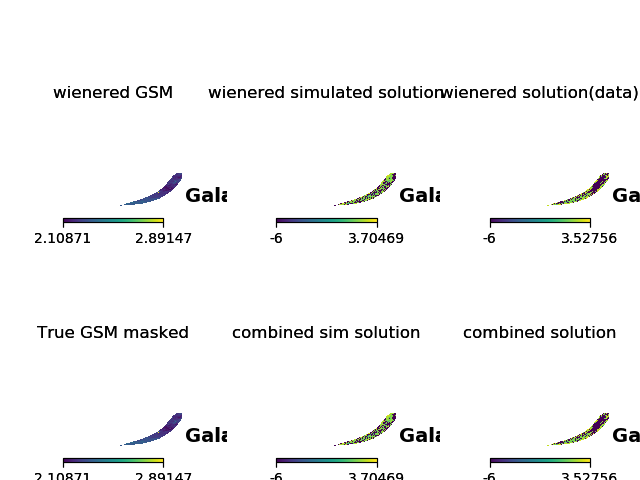 wienered GSM wienered simulated solution wienered solution(data)
Gala Gala Ga
2.10871 2.89147 -6 3.70469 -6 3.52756
True GSM masked combined sim solution combined solution
Gala Gala Ga
2.10871 2.89147 -6 3.70469 -6 3.52756